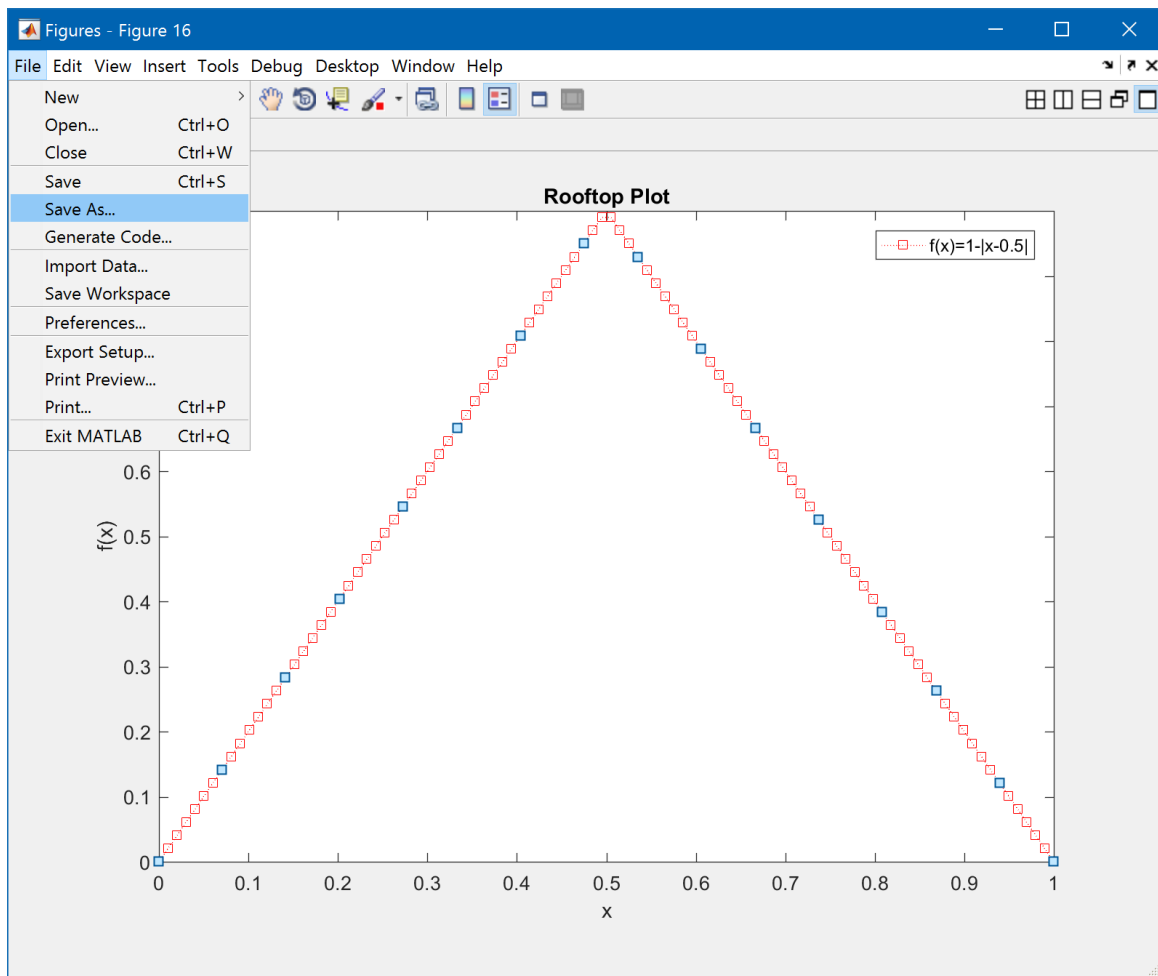 Figures - Figure 16
File Edit View Insert Tools Debug Desktop Window Help
New
Open... Ctrl+O
Close Ctrl+W
Save Ctrl+S
Save As...
Generate Code...
Import Data...
Save Workspace
Preferences...
Export Setup...
Print Preview...
Print... Ctrl+P
Exit MATLAB Ctrl+Q
Rooftop Plot
f(x)=1-|x-0.5|
0.6
0.5
0.4
0.3
0.2
0.1
0
f(x)
0 0.1 0.2 0.3 0.4 0.5 0.6 0.7 0.8 0.9 1
x